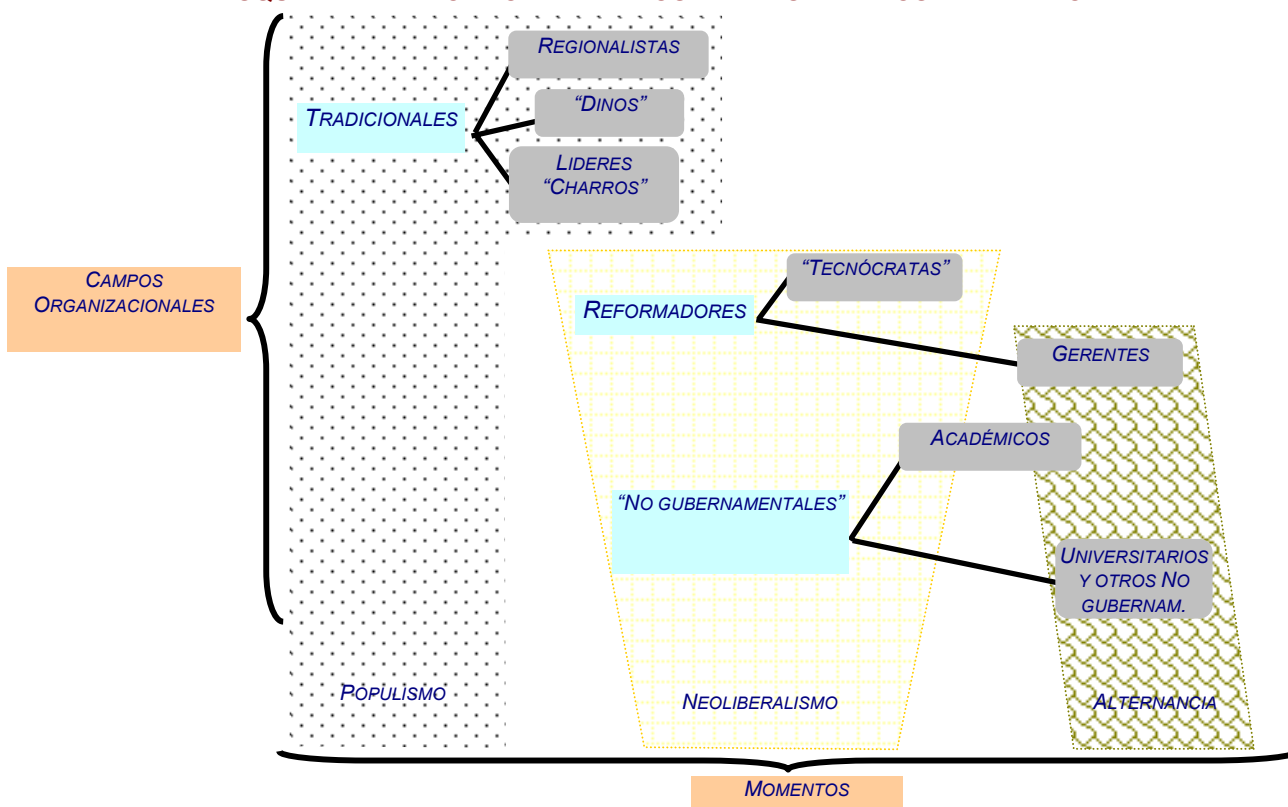 REGIONALISTAS
“DINOS”
TRADICIONALES
LIDERES
“CHARROS”
“TECNÓCRATAS”
CAMPOS
ORGANIZACIONALES
REFORMADORES
GERENTES
ACADÉMICOS
“NO GUBERNAMENTALES”
UNIVERSITARIOS
Y OTROS NO
GUBERNAM.
POPULISMO
NEOLIBERALISMO
ALTERNANCIA
MOMENTOS